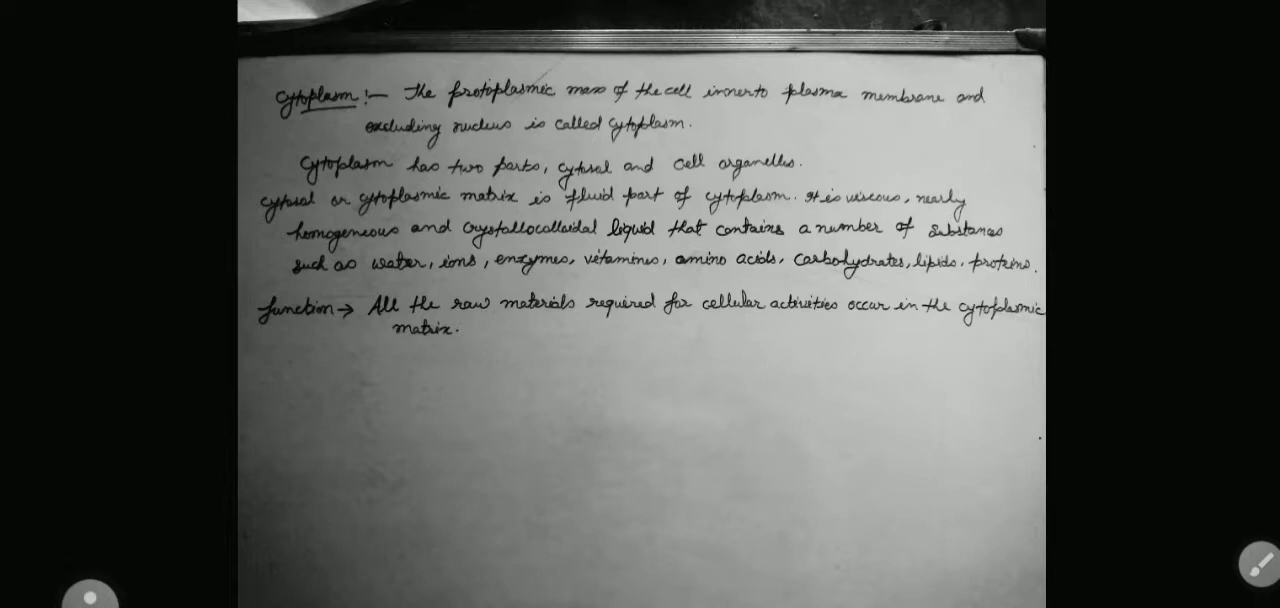 Cytoplasm :- The protoplasmic mass of the cell inner to plasma membrane and
excluding nucleus is called cytoplasm.
Cytoplasm has two parts, cytosol and cell organelles.
Cytosol or cytoplasmic matrix is fluid part of cytoplasm. It is viscous, nearly
homogeneous and crystallocolloidal liquid that contains a number of substances
such as water, ions, enzymes, vitamines, amino acids, carbohydrates, lipids, proteins.
function → All the raw materials required for cellular activities occur in the cytoplasmic
matrix.